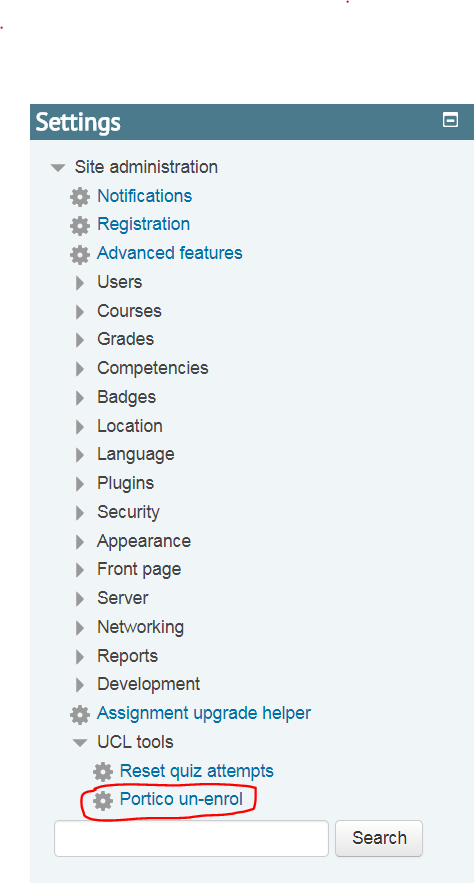 Settings
Site administration
Notifications
Registration
Advanced features
Users
Courses
Grades
Competencies
Badges
Location
Language
Plugins
Security
Appearance
Front page
Server
Networking
Reports
Development
Assignment upgrade helper
UCL tools
Reset quiz attempts
Portico un-enrol
Search